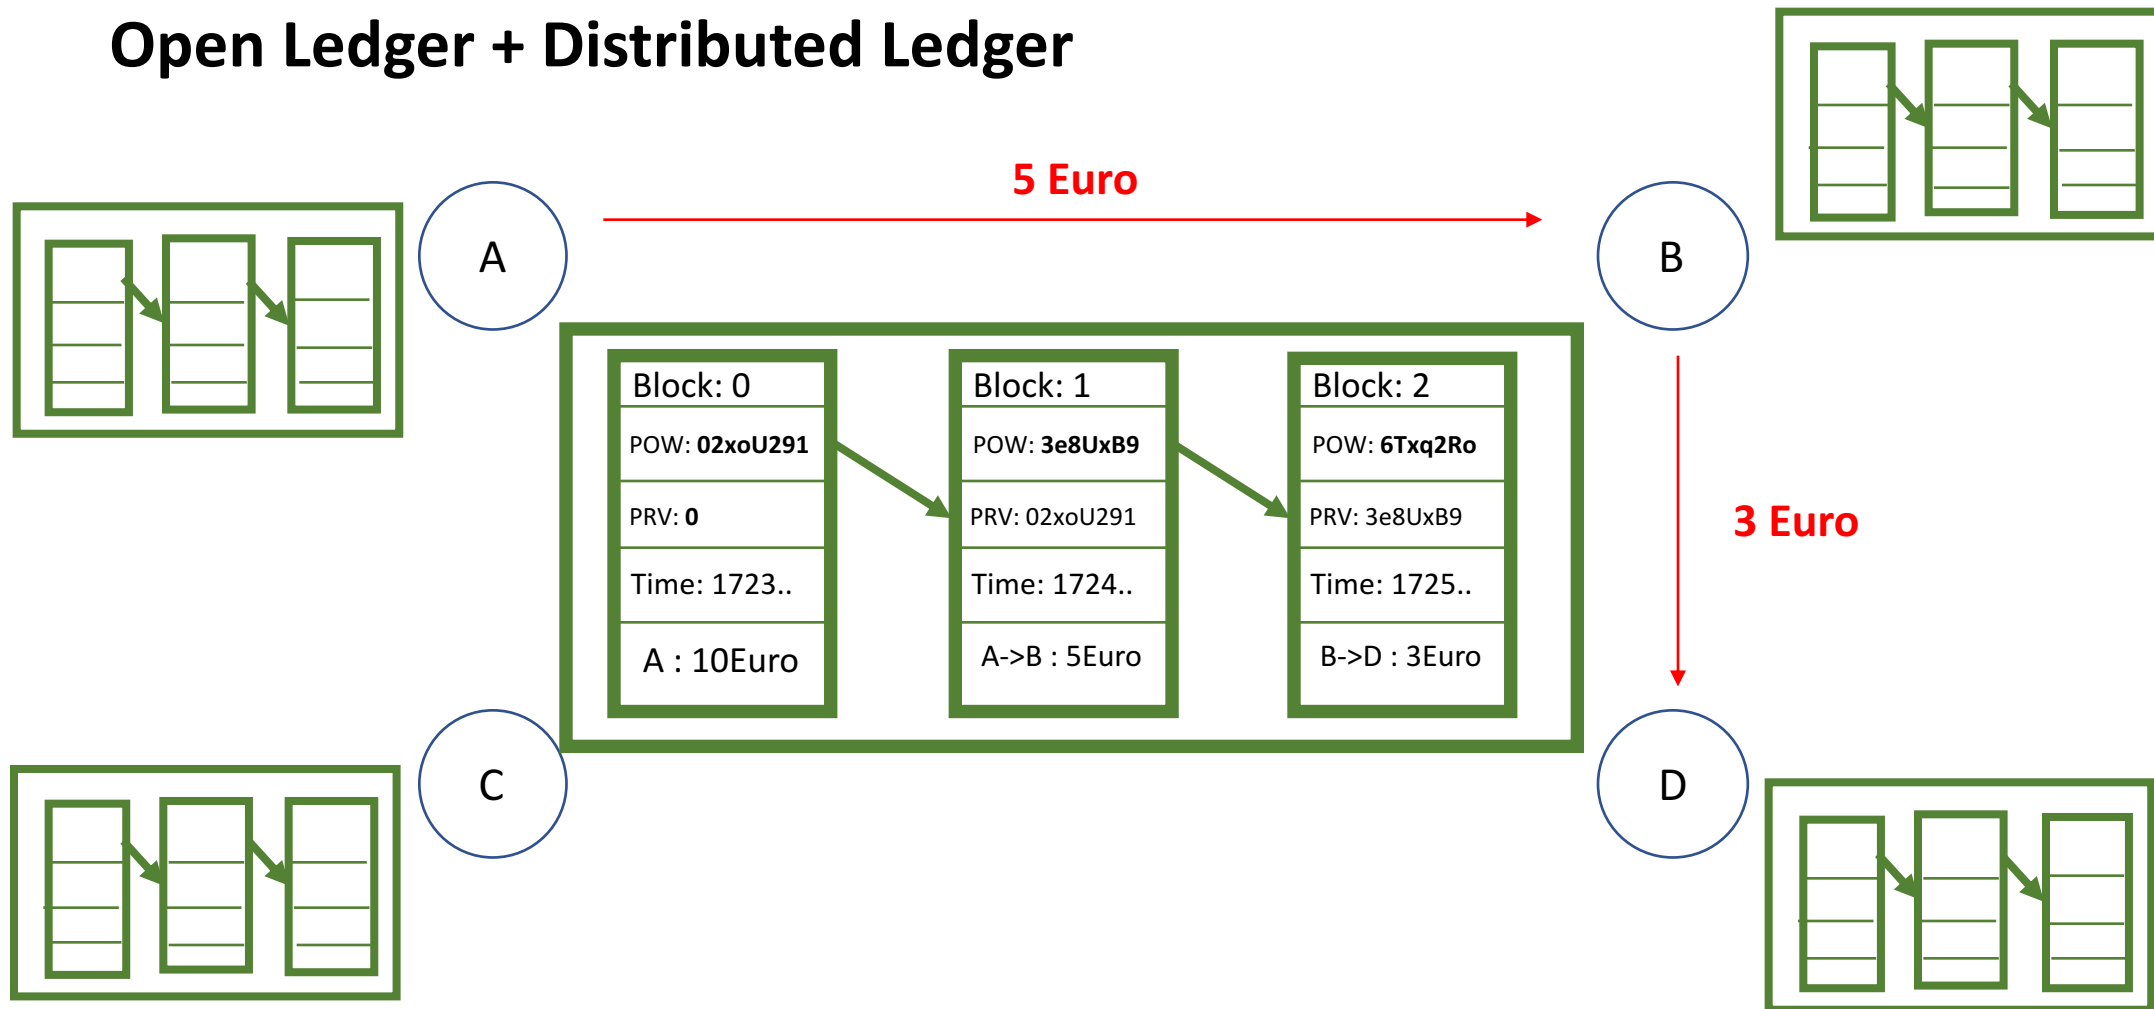 Open Ledger + Distributed Ledger
5 Euro
A
B
Block: 0
POW: 02xoU291
PRV: 0
Time: 1723..
A : 10Euro
Block: 1
POW: 3e8UxB9
PRV: 02xoU291
Time: 1724..
A->B : 5Euro
Block: 2
POW: 6Txq2Ro
PRV: 3e8UxB9
Time: 1725..
B->D : 3Euro
3 Euro
C
D